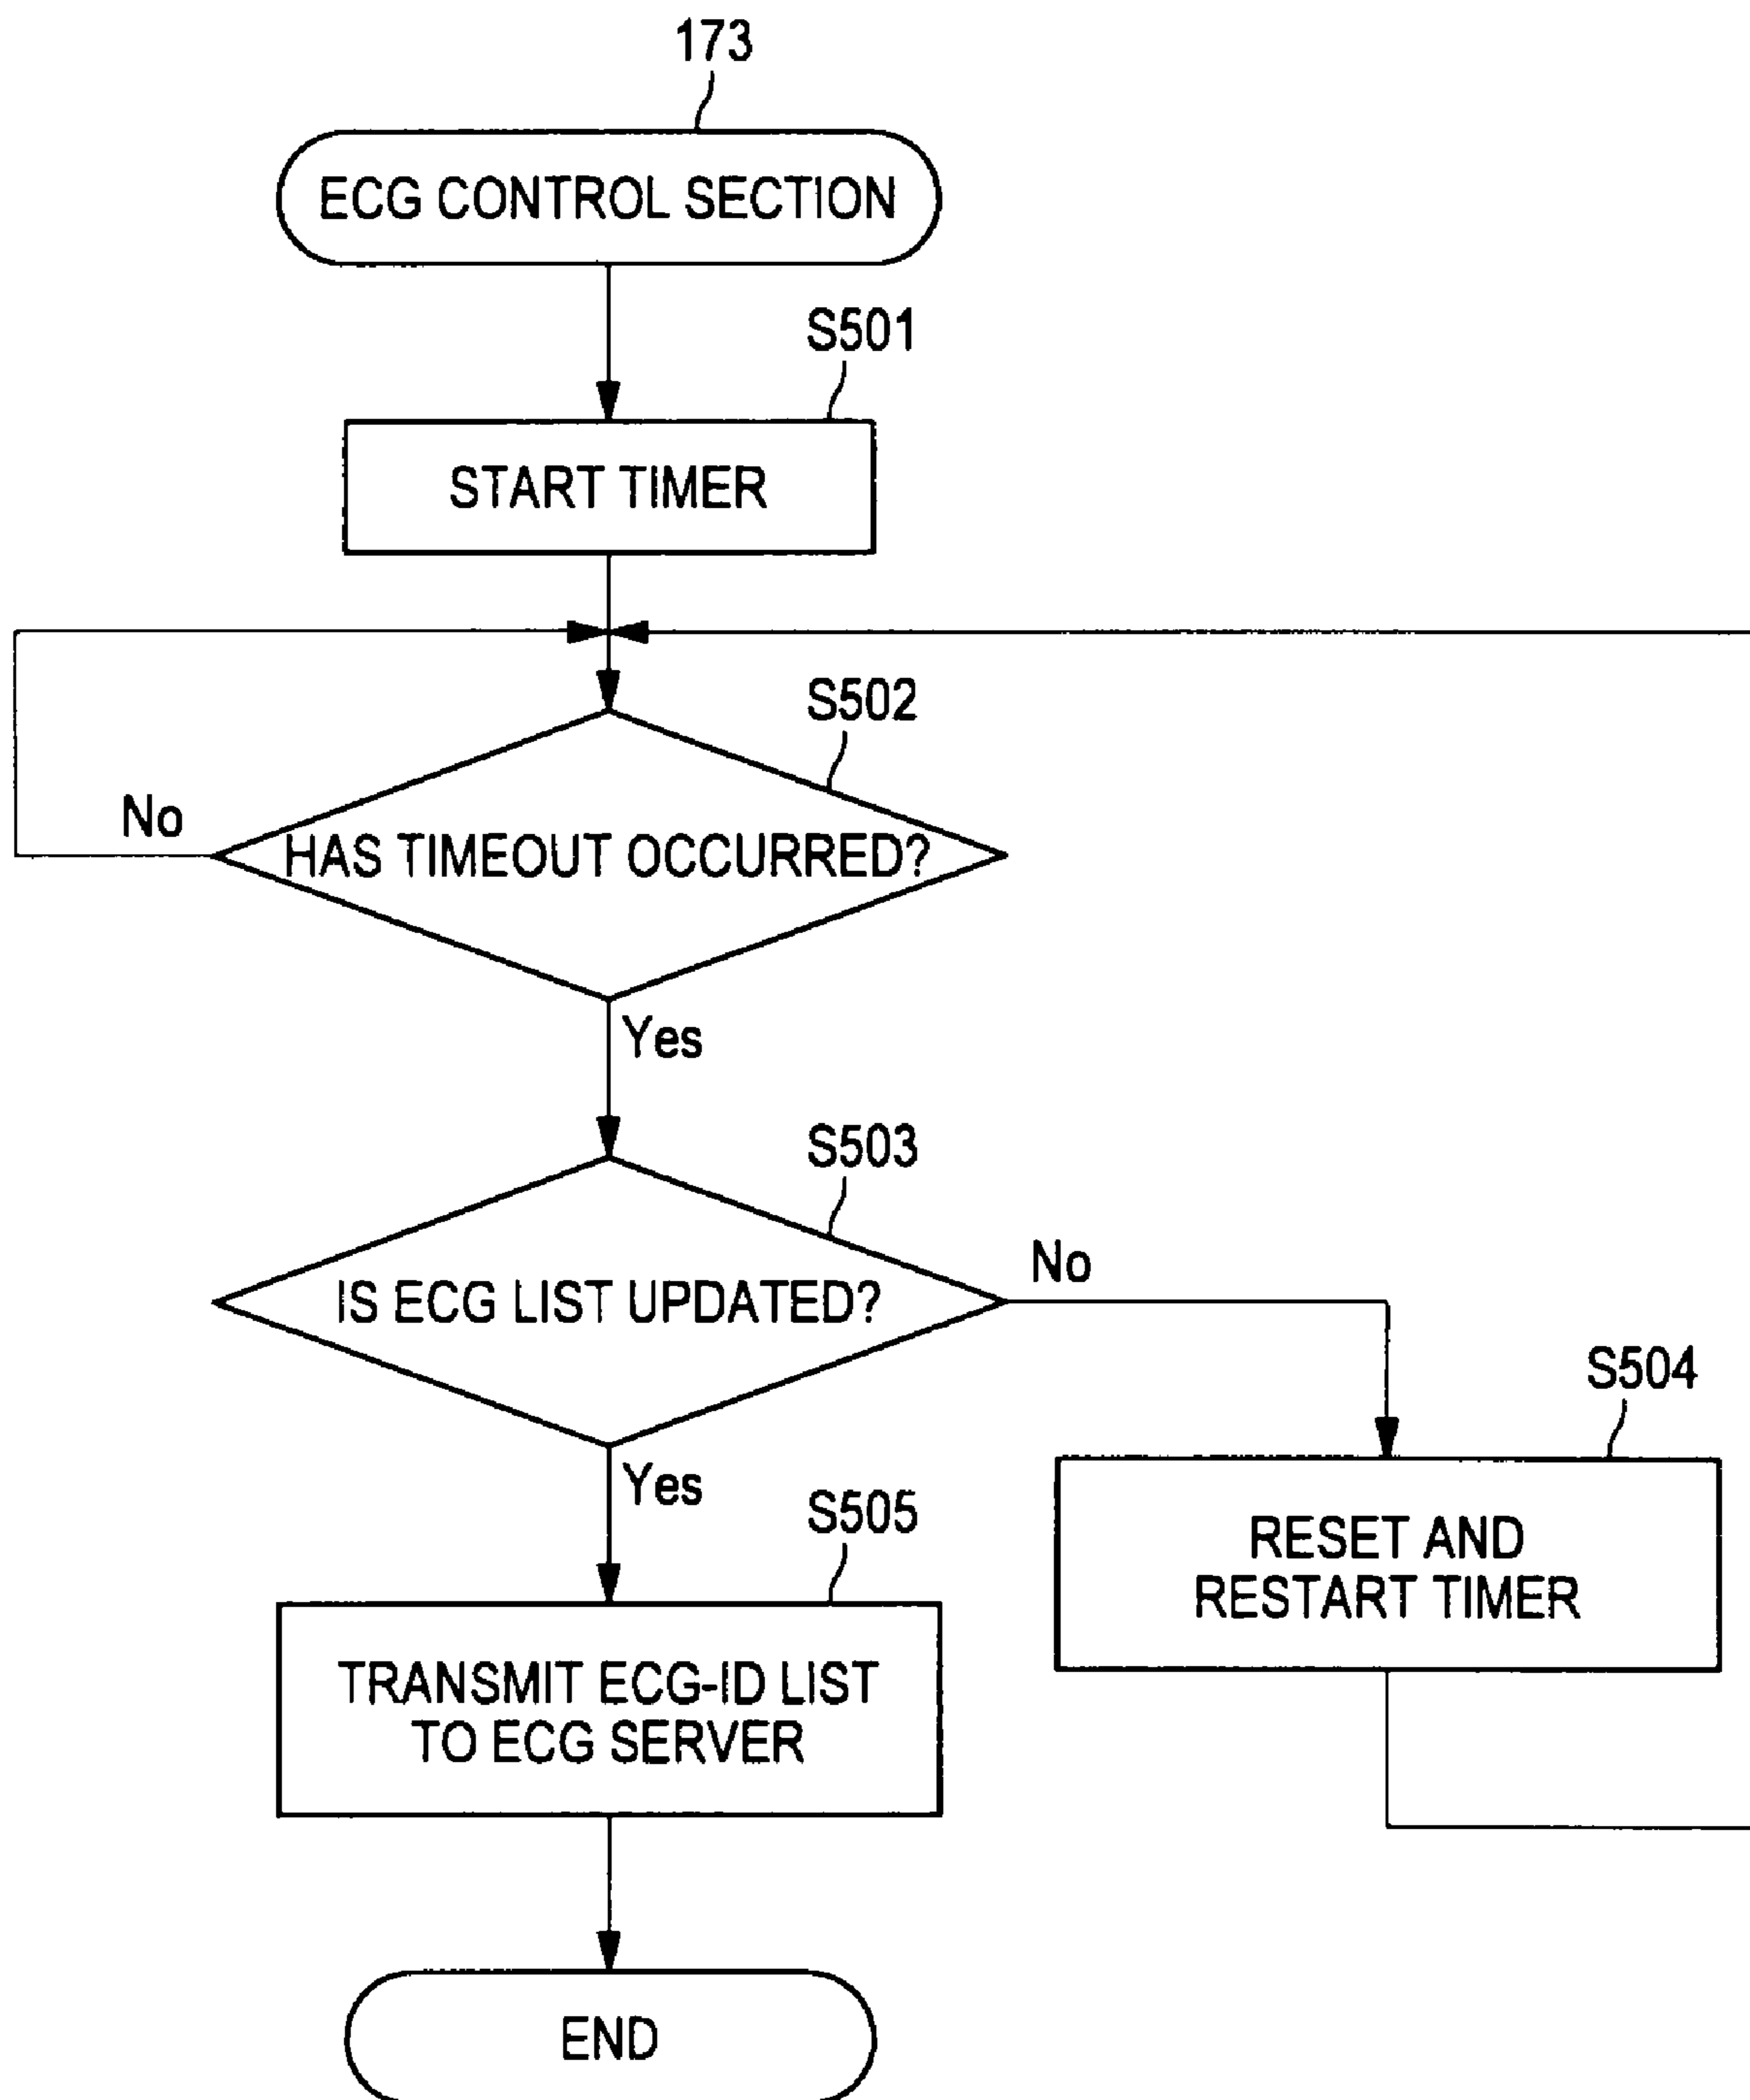 173
ECG CONTROL SECTION
S501
START TIMER
S502
No
HAS TIMEOUT OCCURRED?
Yes
S503
No
IS ECG LIST UPDATED?
S504
Yes
S505
RESET AND
RESTART TIMER
TRANSMIT ECG-ID LIST
TO ECG SERVER
END